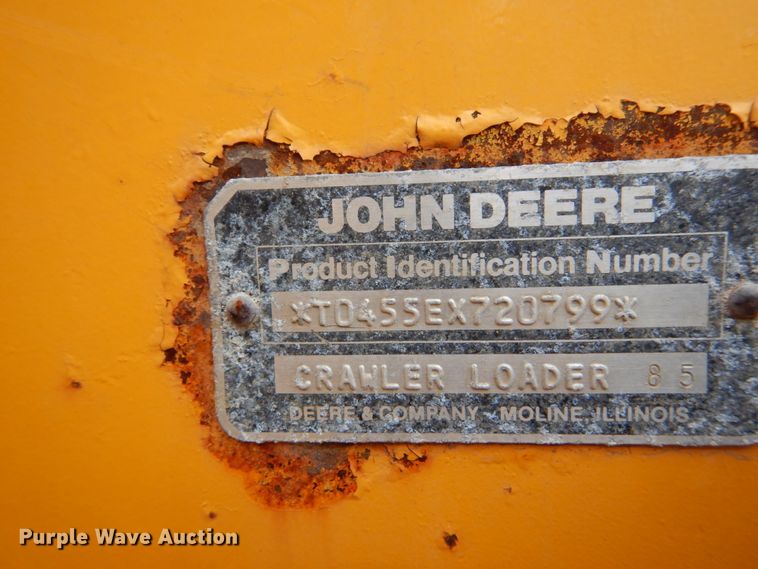 JOHN DEERE
Product Identification Number
*T0455EX720799*
CRAWLER LOADER 85
DEERE & COMPANY MOLINE, ILLINOIS
Purple Wave Auction